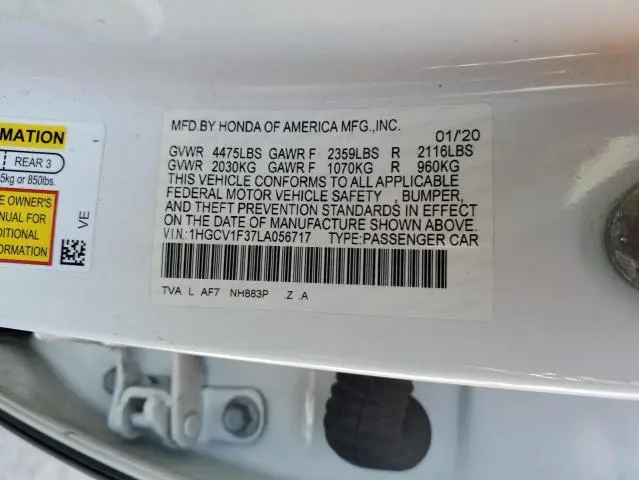 MFD.BY HONDA OF AMERICA MFG.,INC. 01/'20
GVWR 4475LBS GAWR F 2359LBS R 2116LBS
GVWR 2030KG GAWR F 1070KG R 960KG
THIS VEHICLE CONFORMS TO ALL APPLICABLE
FEDERAL MOTOR VEHICLE SAFETY , BUMPER,
AND THEFT PREVENTION STANDARDS IN EFFECT
ON THE DATE OF MANUFACTURE SHOWN ABOVE.
V.I.N.:1HGCV1F37LA056717 TYPE:PASSENGER CAR
TVA L AF7 NH883P .Z .A
RMATION
REAR 3
5kg or 850lbs.
E OWNER'S
NUAL FOR
DITIONAL
FORMATION
VE